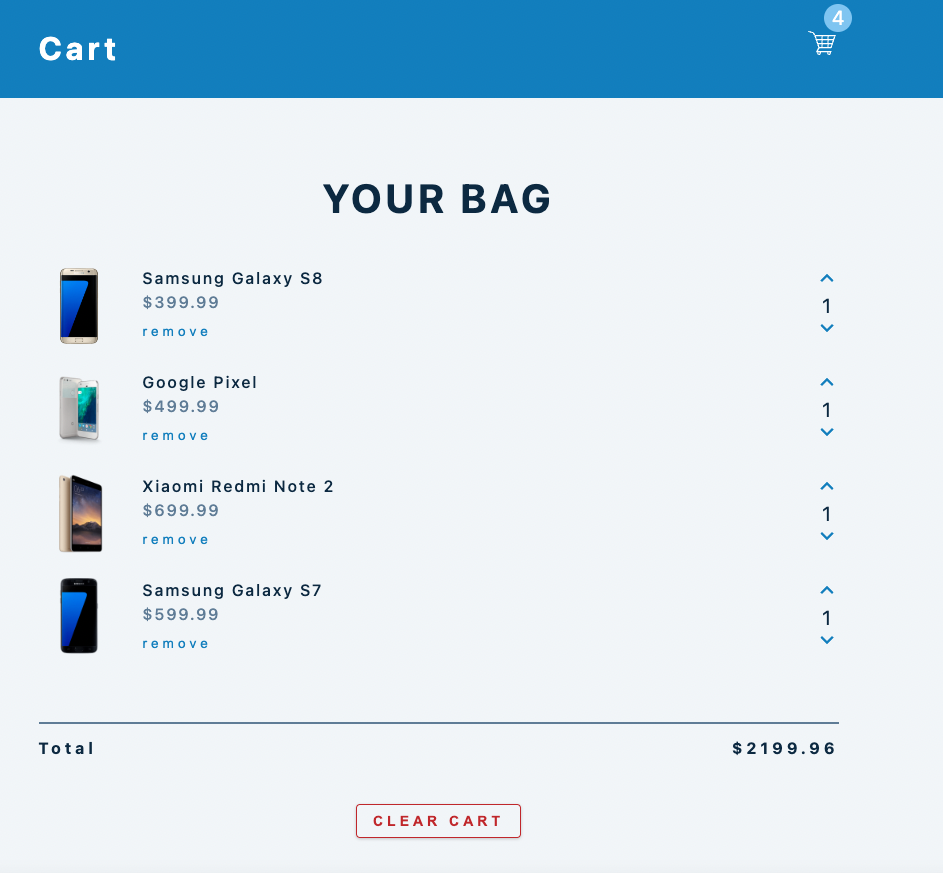 Cart
4
YOUR BAG
Samsung Galaxy S8
$399.99
remove
1
Google Pixel
$499.99
remove
1
Xiaomi Redmi Note 2
$699.99
remove
1
Samsung Galaxy S7
$599.99
remove
1
Total $2199.96
CLEAR CART